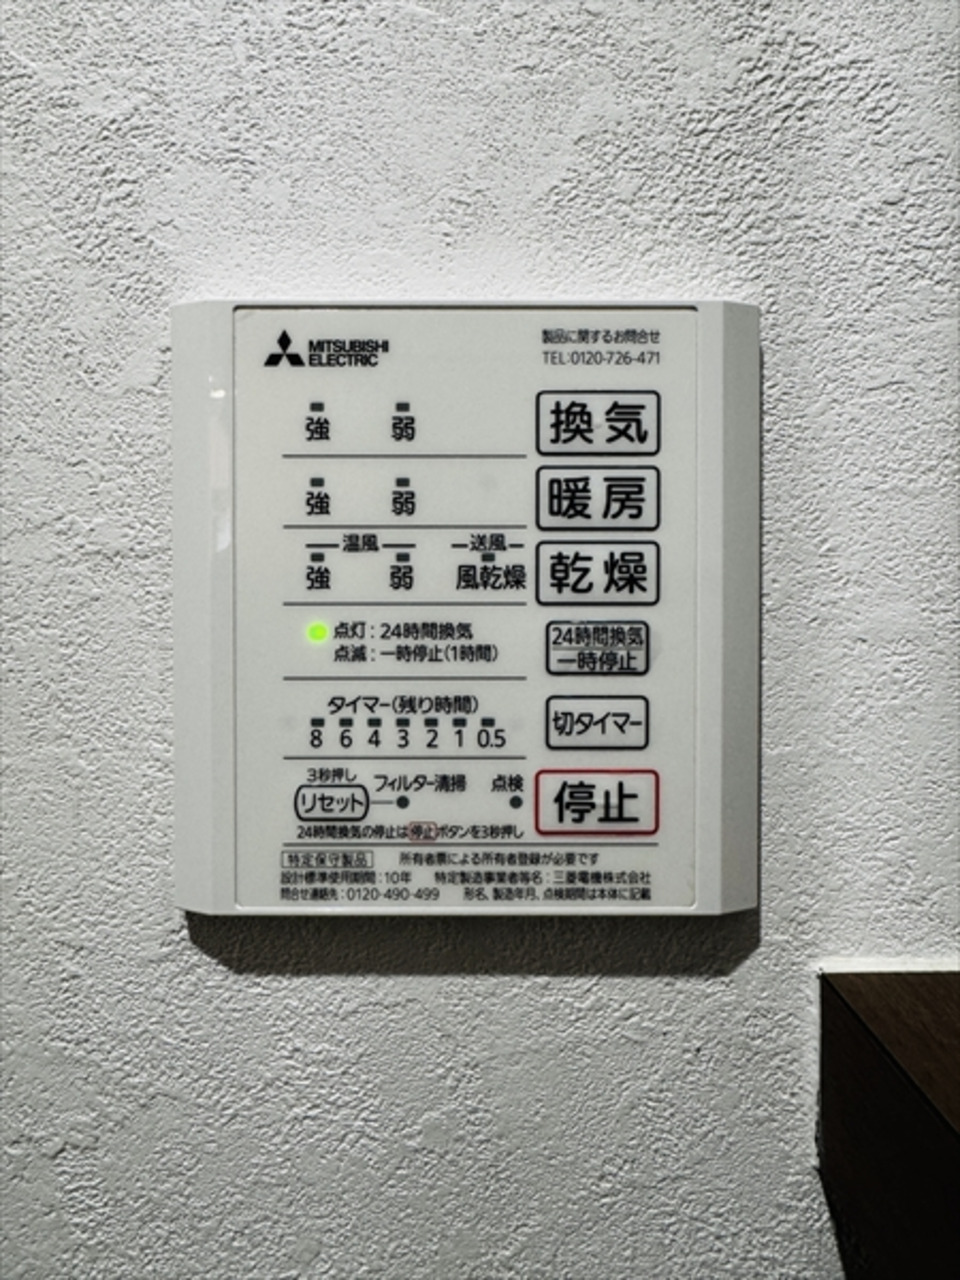 MITSUBISHI
ELECTRIC
製品に関するお問合せ
TEL:0120-726-471
強 弱 換気
強 弱 暖房
温風 送風
強 弱 風乾燥 乾燥
点灯：24時間換気
点滅：一時停止(1時間)
24時間換気
一時停止
タイマー(残り時間)
8 6 4 3 2 1 0.5
切タイマー
3秒押し
リセット フィルター清掃 点検
停止
24時間換気の停止は停止ボタンを3秒押し
特定保守製品 所有者票による所有者登録が必要です
設計標準使用期間：10年 特定製造事業者等名：三菱電機株式会社
問合せ連絡先：0120-490-499 形名、製造年月、点検期間は本体に記載